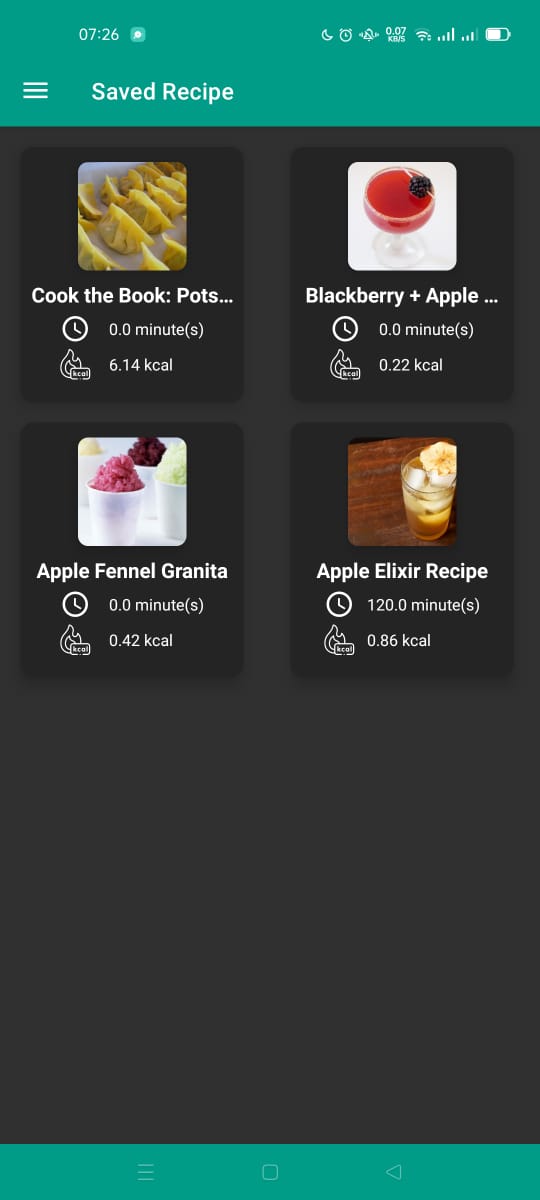 07:26
0.07
KB/S
Saved Recipe
Cook the Book: Pots...
0.0 minute(s)
kcal
6.14 kcal
Blackberry + Apple ...
0.0 minute(s)
kcal
0.22 kcal
Apple Fennel Granita
0.0 minute(s)
kcal
0.42 kcal
Apple Elixir Recipe
120.0 minute(s)
kcal
0.86 kcal